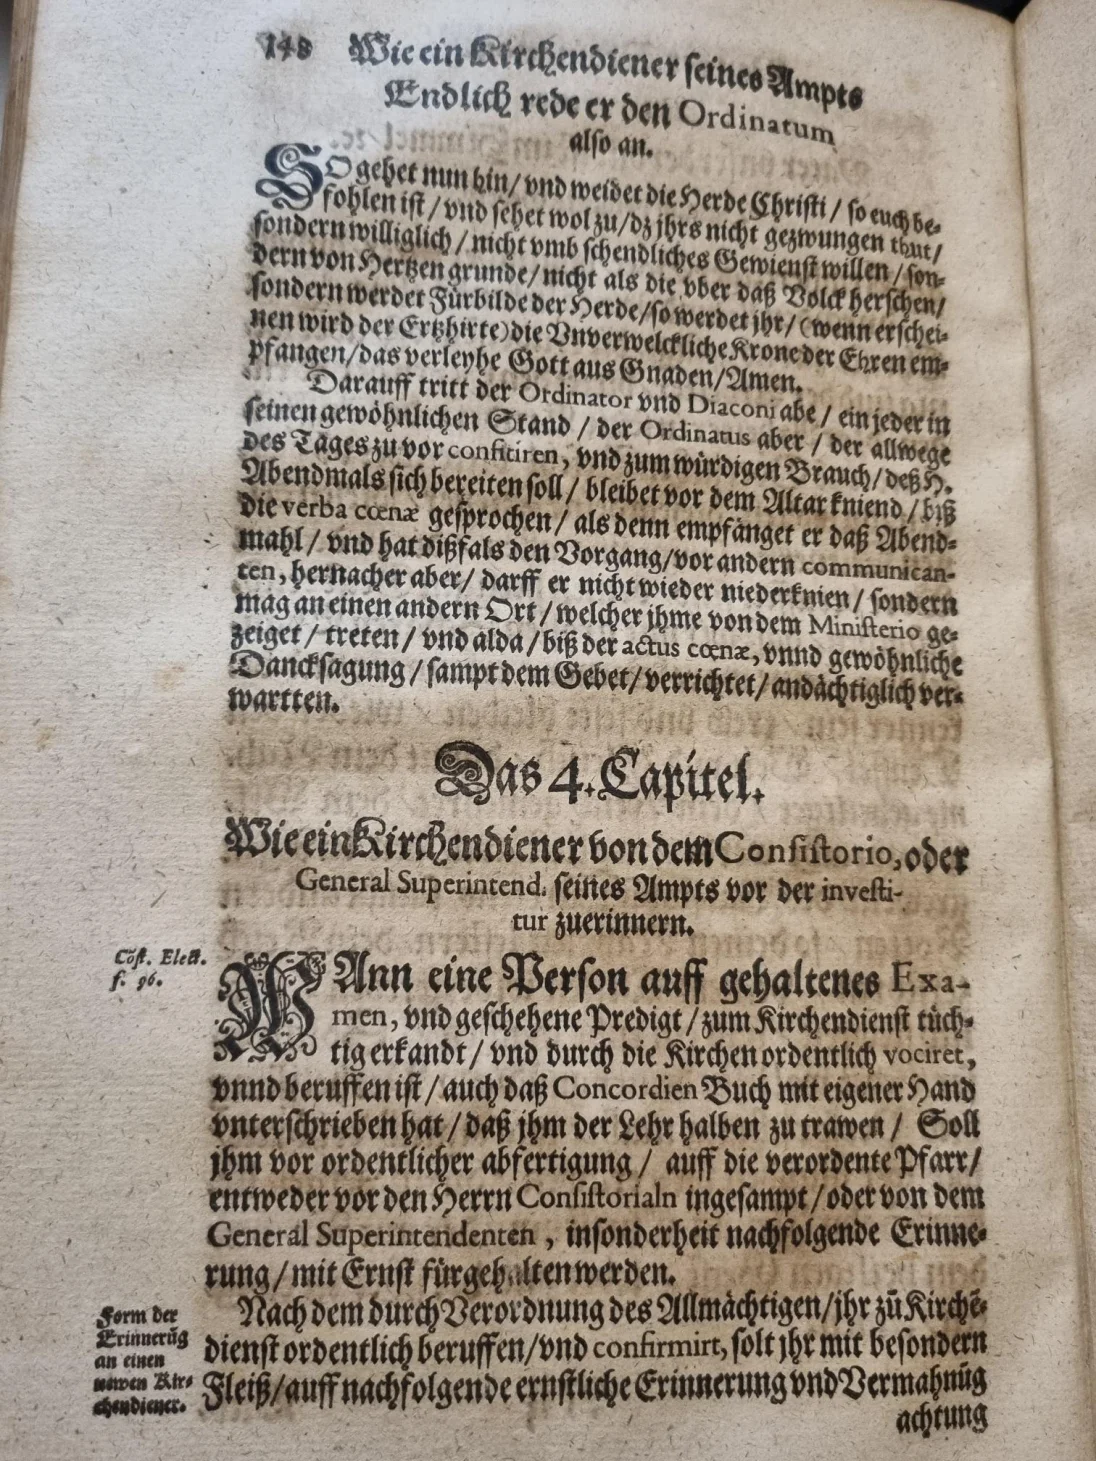 148 Wie ein Kirchendiener seines Ampts
Endlich rede er den Ordinatum
also an.
SO gehet nun hin/ vnd weidet die Herde Christi / so euch be-
fohlen ist / vnd sehet wol zu/dz jhrs nicht gezwungen thut/
sondern williglich / nicht vmb schendliches Gewienst willen / son-
dern von Hertzen grunde/ nicht als die vber daß Volck herschen/
sondern werdet Fürbilde der Herde/so werdet jhr/ (wenn erschei-
nen wird der Ertzhirte) die Vnverwelckliche Krone der Ehren em-
pfangen/das verleyhe Gott aus Gnaden/Amen.
Darauff tritt der Ordinator vnd Diaconi abe / ein jeder in
seinen gewöhnlichen Stand / der Ordinatus aber / der allwege
des Tages zu vor confitiren, vnd zum würdigen Brauch/ deß H.
Abendmals sich bereiten soll / bleibet vor dem Altar kniend / biß
die verba cœnæ gesprochen / als denn empfänget er daß Abend-
mahl / vnd hat dißfals den Vorgang/vor andern communican-
ten, hernacher aber/ darff er nicht wieder niederknien / sondern
mag an einen andern Ort / welcher jhme von dem Ministerio ge-
zeiget / treten / vnd alda / biß der actus cœnæ, vnnd gewöhnliche
Dancksagung / sampt dem Gebet/ verrichtet/ andächtiglich ver-
wartten.
Das 4. Capitel.
Wie ein Kirchendiener von dem Consistorio, oder
General Superintend. seines Ampts vor der investi-
tur zuerinnern.
Cōst. Elect.
f. 96.
WAnn eine Person auff gehaltenes Exa-
men, vnd geschehene Predigt / zum Kirchendienst tüch-
tig erkandt / vnd durch die Kirchen ordentlich vociret,
vnnd beruffen ist / auch daß Concordien Buch mit eigener Hand
vnterschrieben hat / daß jhm der Lehr halben zu trawen / Soll
jhm vor ordentlicher abfertigung / auff die verordente Pfarr/
entweder vor den Herrn Consistorialn ingesampt / oder von dem
General Superintendenten , insonderheit nachfolgende Erinne-
rung / mit Ernst fürgehalten werden.
Form der
Erinnerūg
an einen
newen Kir-
chendiener.
Nach dem durch Verordnung des Allmächtigen/jhr zū Kirchē-
dienst ordentlich beruffen/vnd confirmirt, solt jhr mit besondern
Fleiß/auff nachfolgende ernstliche Erinnerung vnd Vermahnūg
achtung